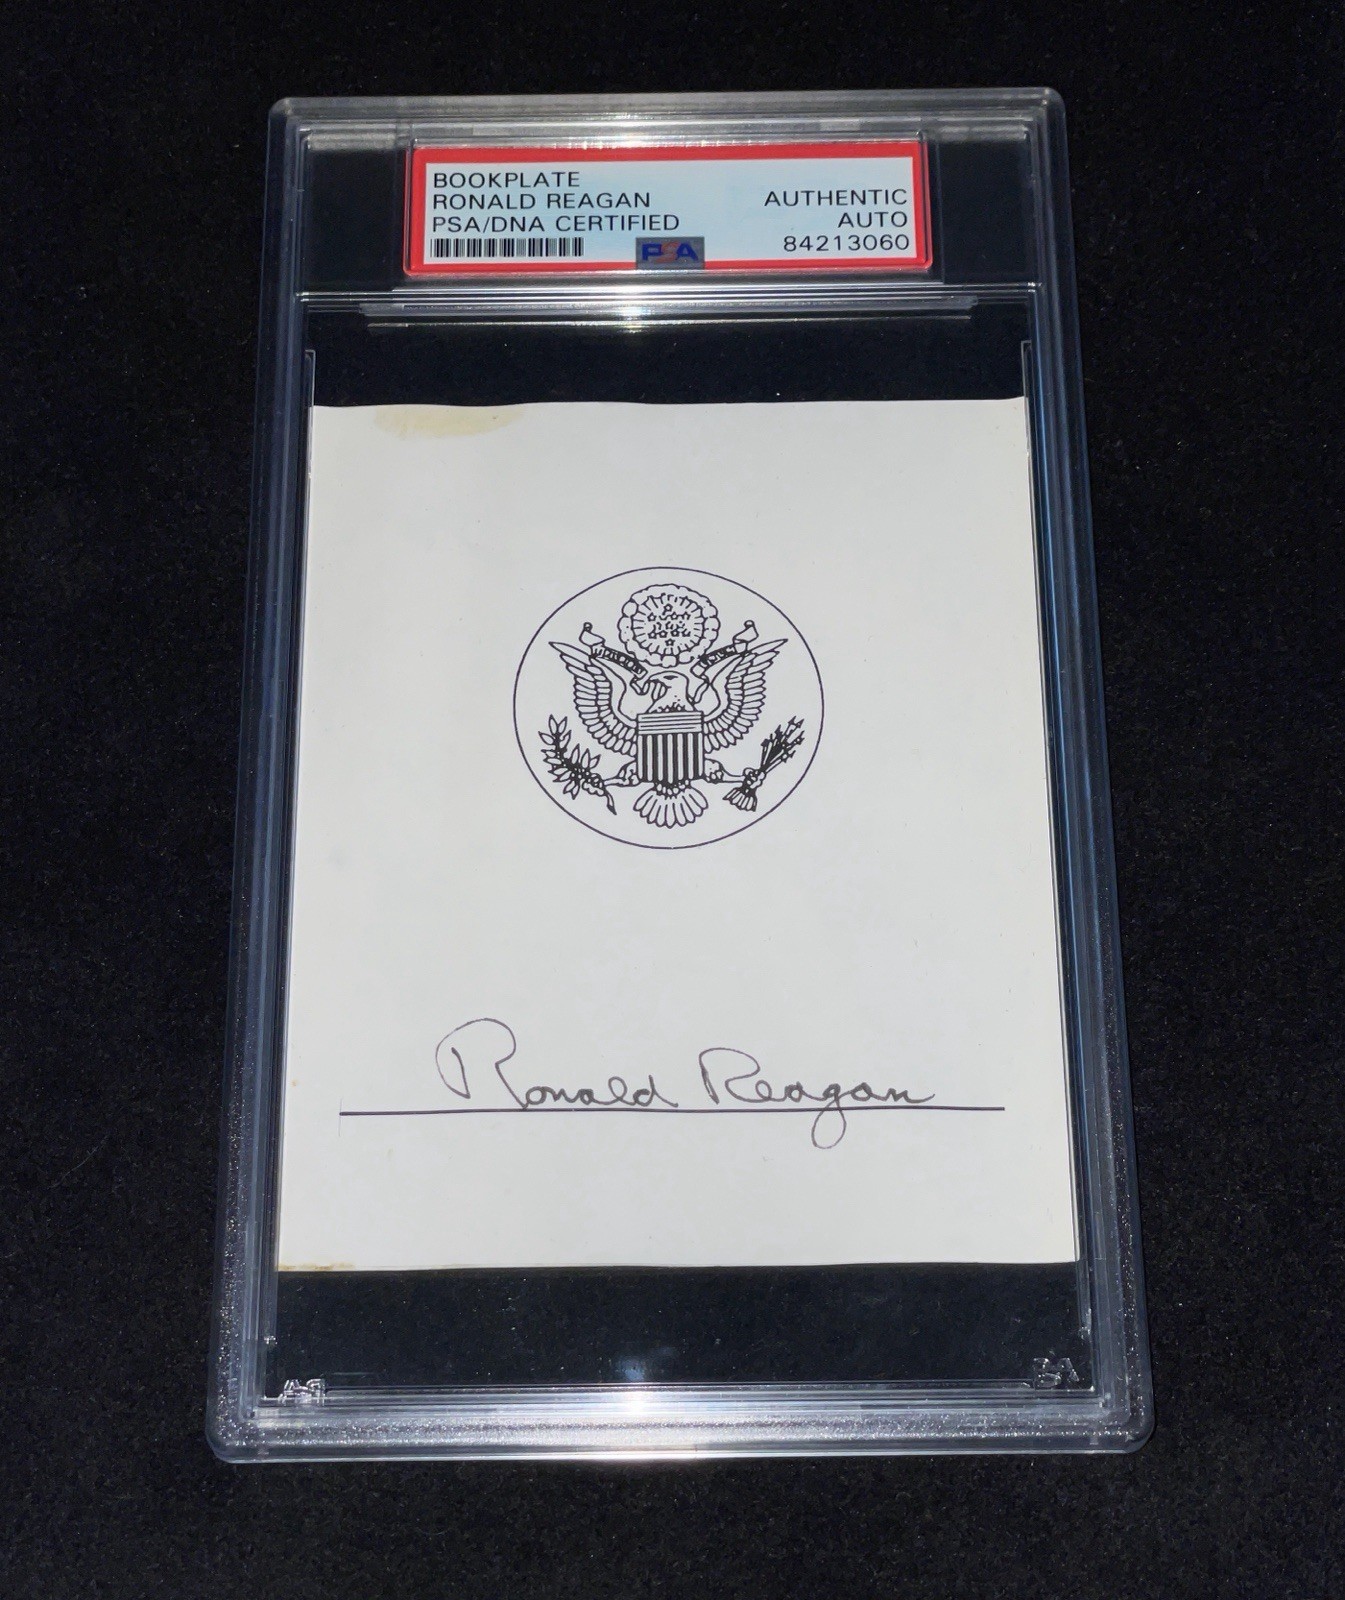 BOOKPLATE
RONALD REAGAN
PSA/DNA CERTIFIED
AUTHENTIC
AUTO
84213060
PSA
Ronald Reagan